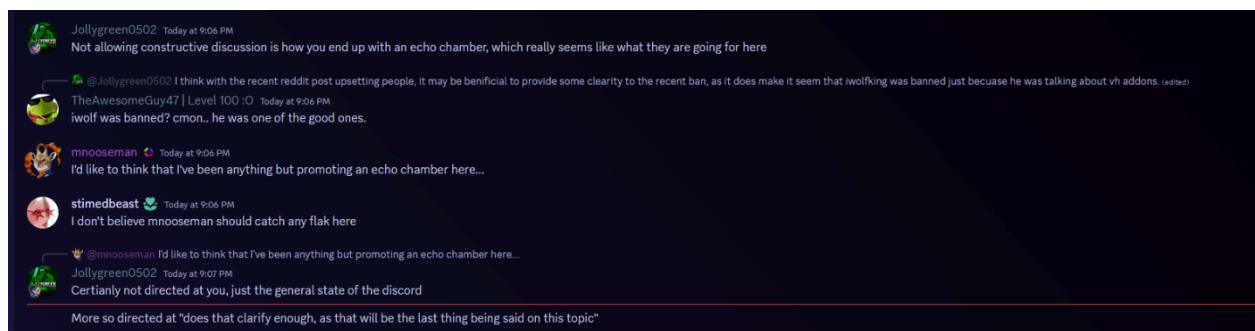 Jollygreen0502 Today at 9:06 PM
Not allowing constructive discussion is how you end up with an echo chamber, which really seems like what they are going for here
@Jollygreen0502 I think with the recent reddit post upsetting people, it may be benificial to provide some clearity to the recent ban, as it does make it seem that iwolfking was banned just becuase he was talking about vh addons. (edited)
TheAwesomeGuy47 | Level 100 :O Today at 9:06 PM
iwolf was banned? cmon.. he was one of the good ones.
mnooseman Today at 9:06 PM
I'd like to think that I've been anything but promoting an echo chamber here...
stimedbeast Today at 9:06 PM
I don't believe mnooseman should catch any flak here
@mnooseman I'd like to think that I've been anything but promoting an echo chamber here...
Jollygreen0502 Today at 9:07 PM
Certianly not directed at you, just the general state of the discord
More so directed at "does that clarify enough, as that will be the last thing being said on this topic"